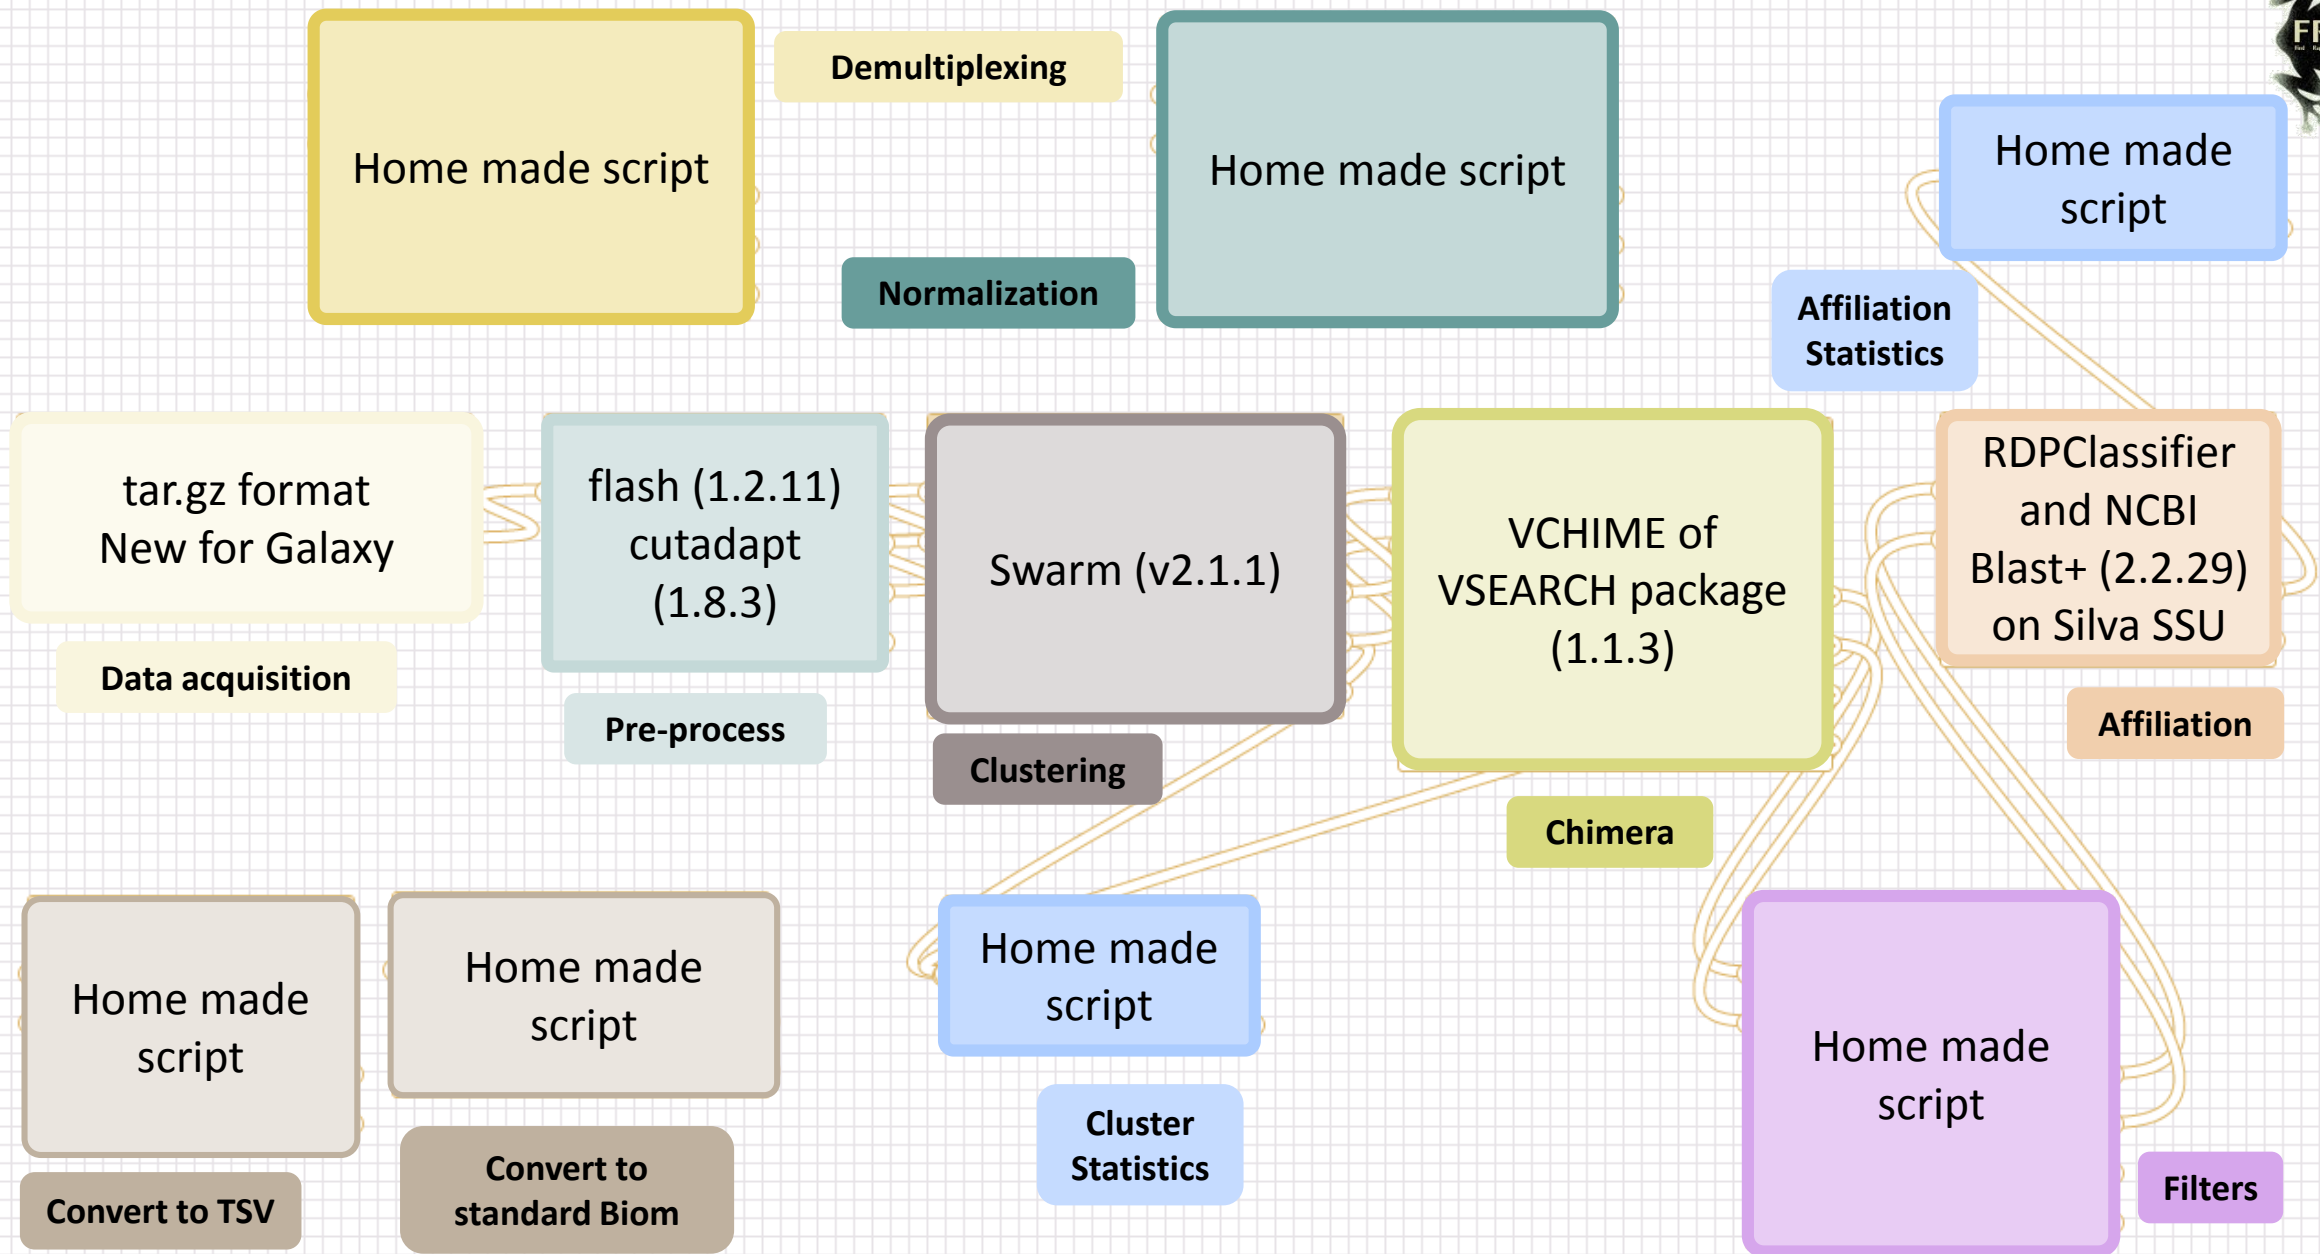 Home made script
Demultiplexing
Home made script
Normalization
Home made
script
Affiliation
Statistics
tar.gz format
New for Galaxy
Data acquisition
flash (1.2.11)
cutadapt
(1.8.3)
Pre-process
Swarm (v2.1.1)
Clustering
VCHIME of
VSEARCH package
(1.1.3)
Chimera
RDPClassifier
and NCBI
Blast+ (2.2.29)
on Silva SSU
Affiliation
Home made
script
Convert to TSV
Home made
script
Convert to
standard Biom
Home made
script
Cluster
Statistics
Home made
script
Filters